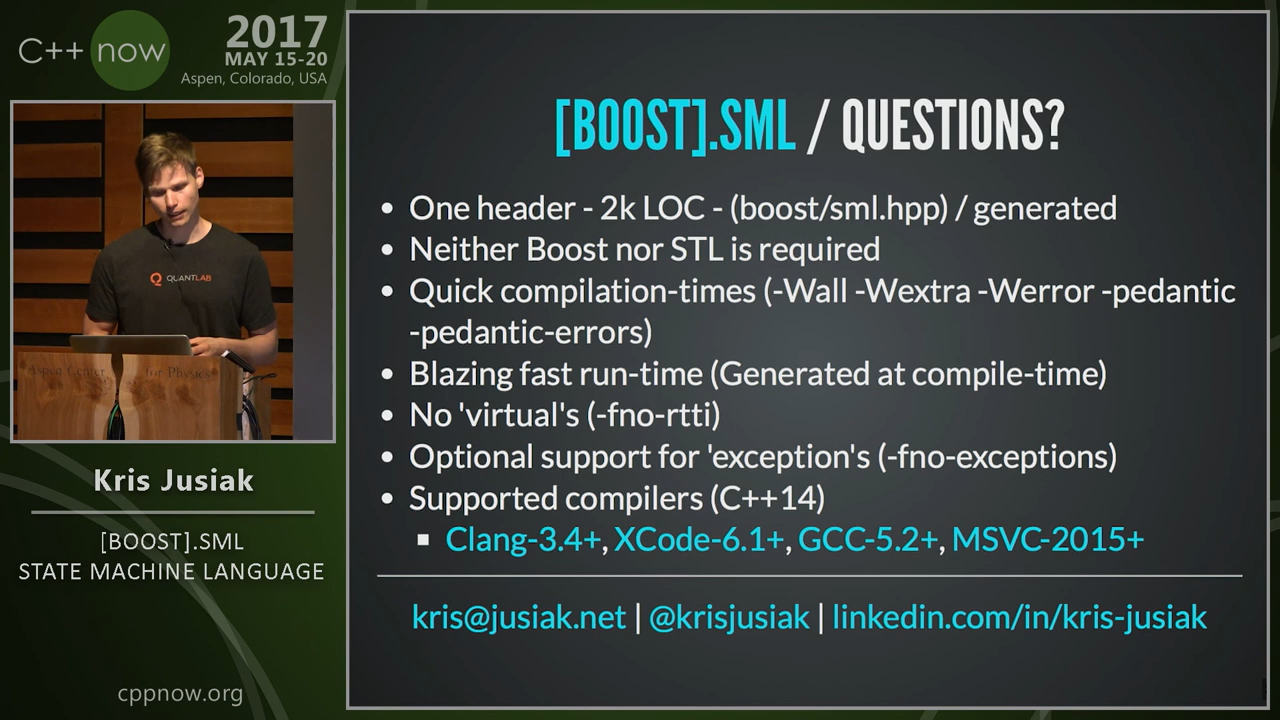 C++ now
2017
MAY 15-20
Aspen, Colorado, USA
QUANTLAB
Aspen Center for Physics
Kris Jusiak
[BOOST].SML
STATE MACHINE LANGUAGE
cppnow.org
[BOOST].SML / QUESTIONS?
• One header - 2k LOC - (boost/sml.hpp) / generated
• Neither Boost nor STL is required
• Quick compilation-times (-Wall -Wextra -Werror -pedantic
-pedantic-errors)
• Blazing fast run-time (Generated at compile-time)
• No 'virtual's (-fno-rtti)
• Optional support for 'exception's (-fno-exceptions)
• Supported compilers (C++14)
▪ Clang-3.4+, XCode-6.1+, GCC-5.2+, MSVC-2015+
kris@jusiak.net | @krisjusiak | linkedin.com/in/kris-jusiak